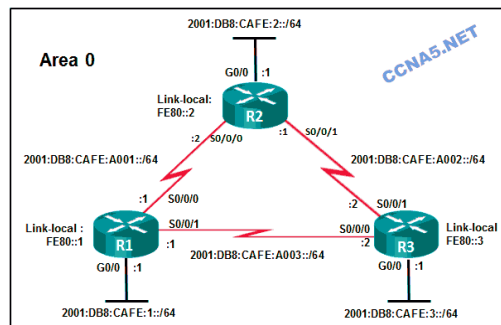 2001:DB8:CAFE:2::/64
Area 0
CCNA5.NET
G0/0
:1
Link-local:
FE80::2
R2
:2
S0/0/0
:1
S0/0/1
2001:DB8:CAFE:A001::/64
2001:DB8:CAFE:A002::/64
:1
S0/0/0
:2
S0/0/1
Link-local :
FE80::1
R1
S0/0/1
:1
S0/0/0
:2
R3
Link-local
FE80::3
2001:DB8:CAFE:A003::/64
G0/0
:1
G0/0
:1
2001:DB8:CAFE:1::/64
2001:DB8:CAFE:3::/64